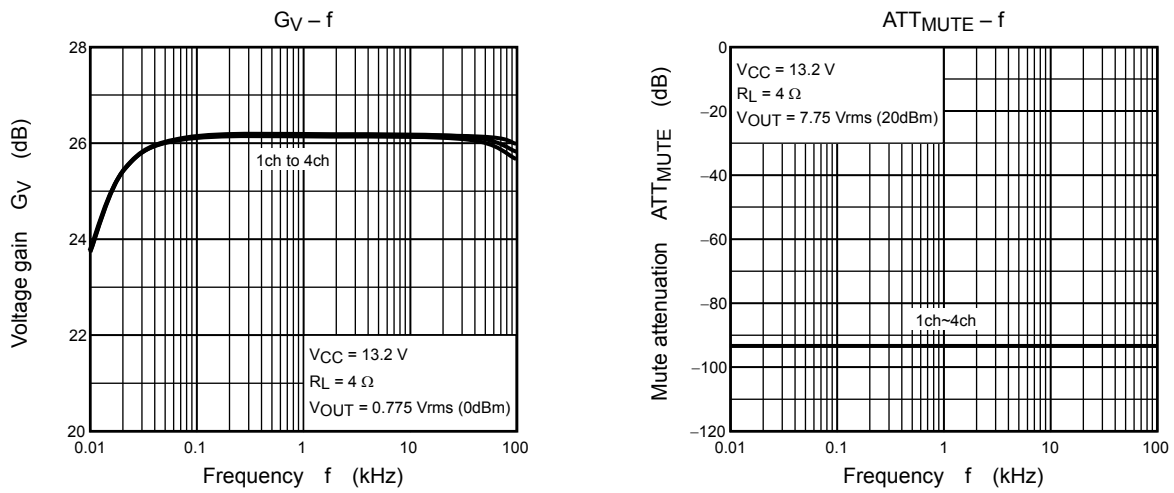 GV – f
Voltage gain GV (dB)
28
26
24
22
20
1ch to 4ch
VCC = 13.2 V
RL = 4 Ω
VOUT = 0.775 Vrms (0dBm)
0.01
0.1
1
10
100
Frequency f (kHz)
ATTMUTE – f
Mute attenuation ATTMUTE (dB)
0
–20
–40
–60
–80
–100
–120
VCC = 13.2 V
RL = 4 Ω
VOUT = 7.75 Vrms (20dBm)
1ch~4ch
0.01
0.1
1
10
100
Frequency f (kHz)